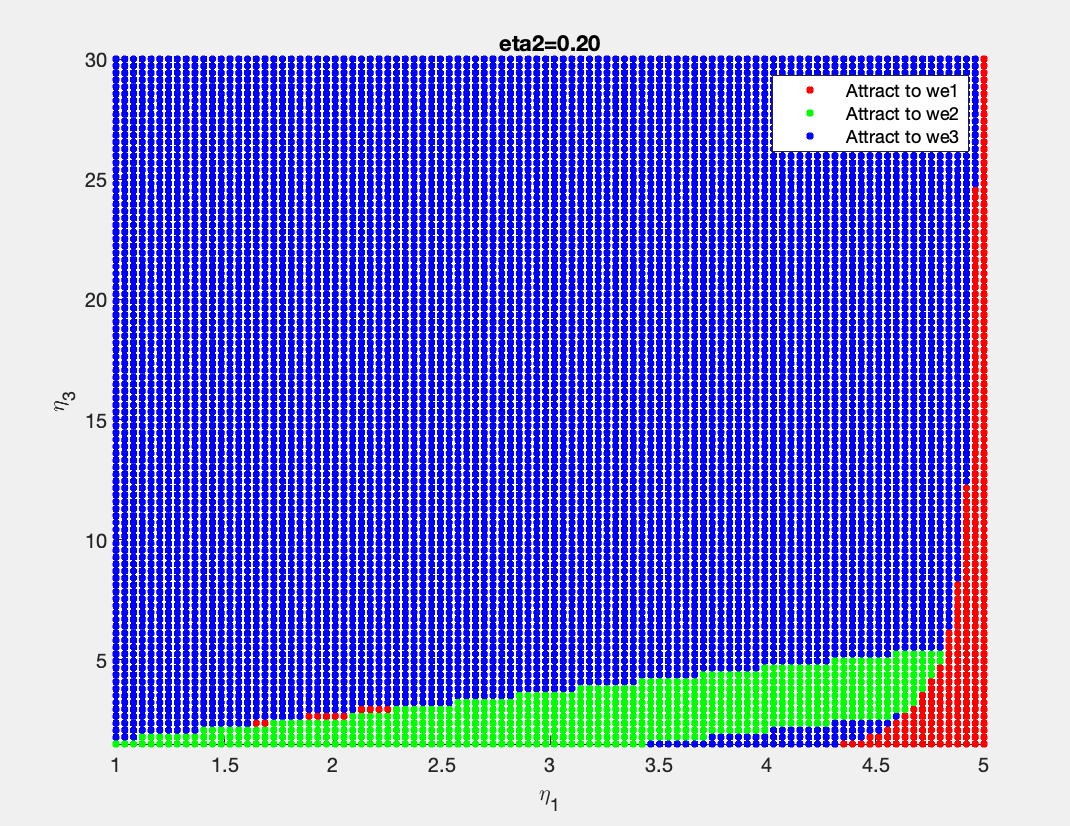 eta2=0.20
30
25
20
15
10
5
η3
Attract to we1
Attract to we2
Attract to we3
1 1.5 2 2.5 3 3.5 4 4.5 5
η1